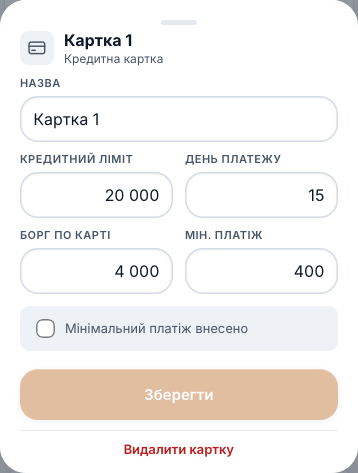 Картка 1
Кредитна картка
НАЗВА
Картка 1
КРЕДИТНИЙ ЛІМІТ ДЕНЬ ПЛАТЕЖУ
20 000 15
БОРГ ПО КАРТІ МІН. ПЛАТІЖ
4 000 400
Мінімальний платіж внесено
Зберегти
Видалити картку